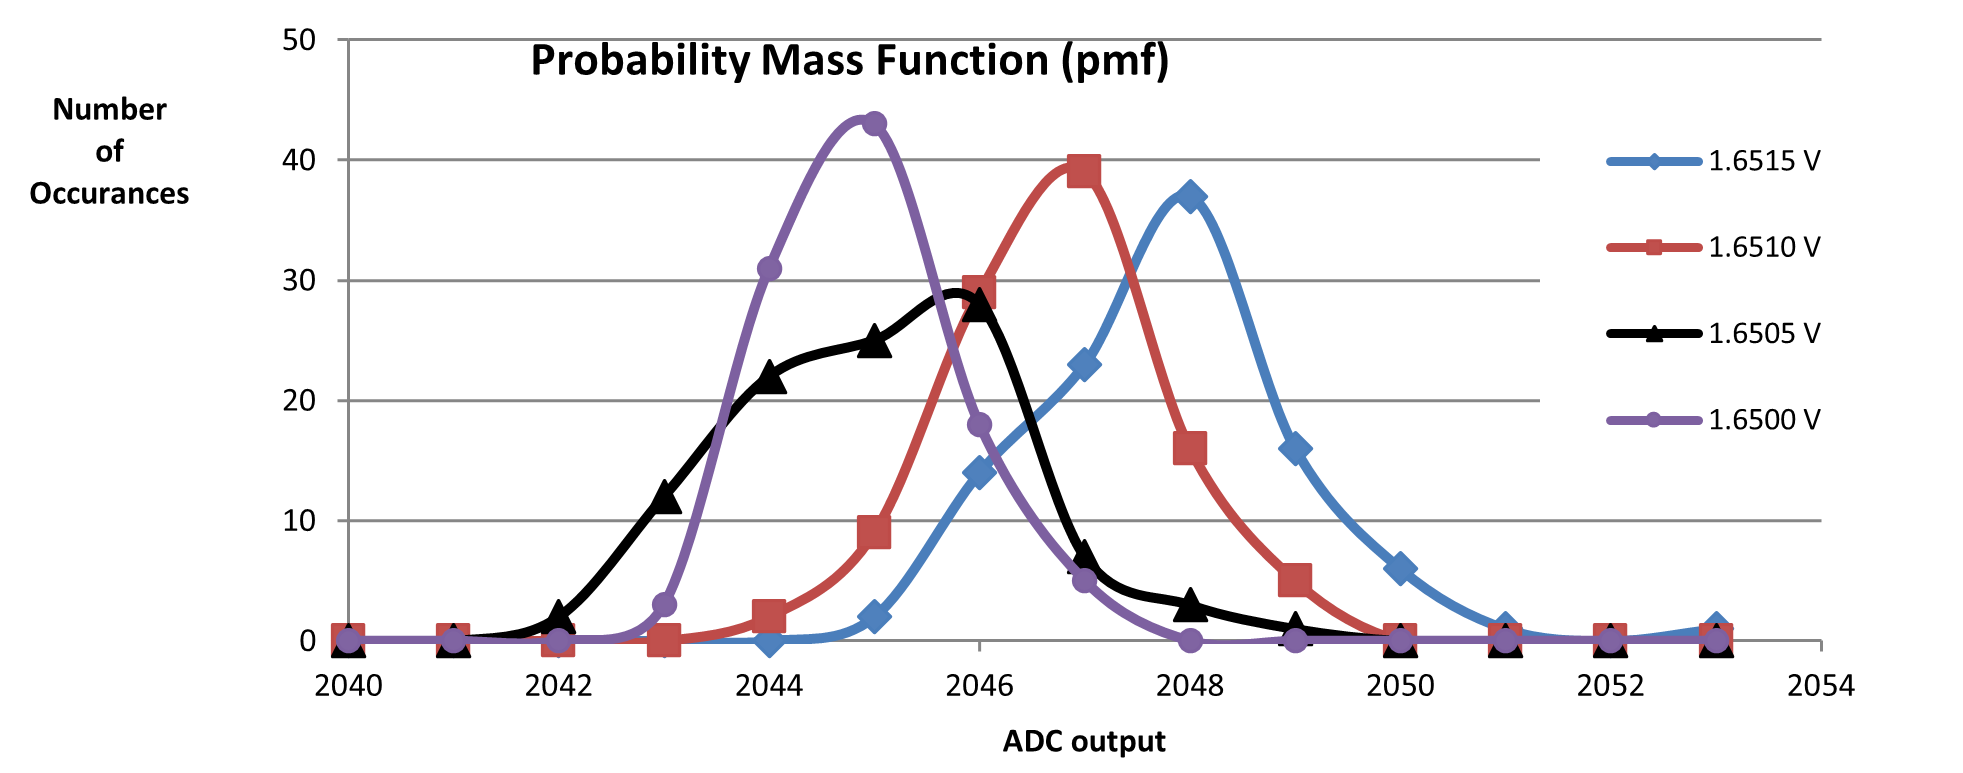 Probability Mass Function (pmf)
Number
of
Occurances
50
40
30
20
10
0
2040 2042 2044 2046 2048 2050 2052 2054
ADC output
1.6515 V
1.6510 V
1.6505 V
1.6500 V